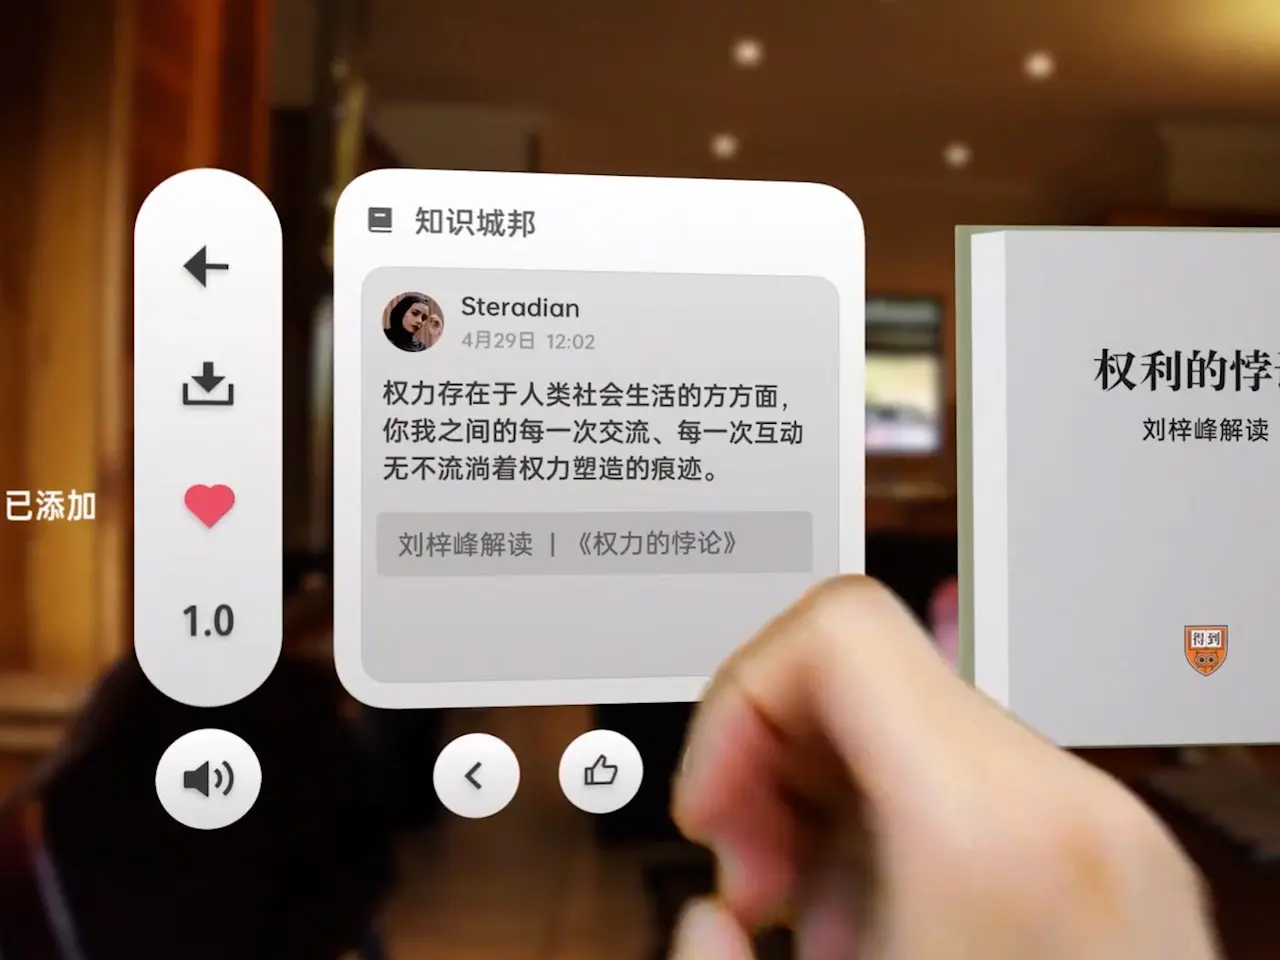 知识城邦
Steradian
4月29日 12:02
权力存在于人类社会生活的方方面，
你我之间的每一次交流、每一次互动
无不流淌着权力塑造的痕迹。
刘梓峰解读 | 《权力的悖论》
已添加
1.0
权利的悖
刘梓峰解读
得到